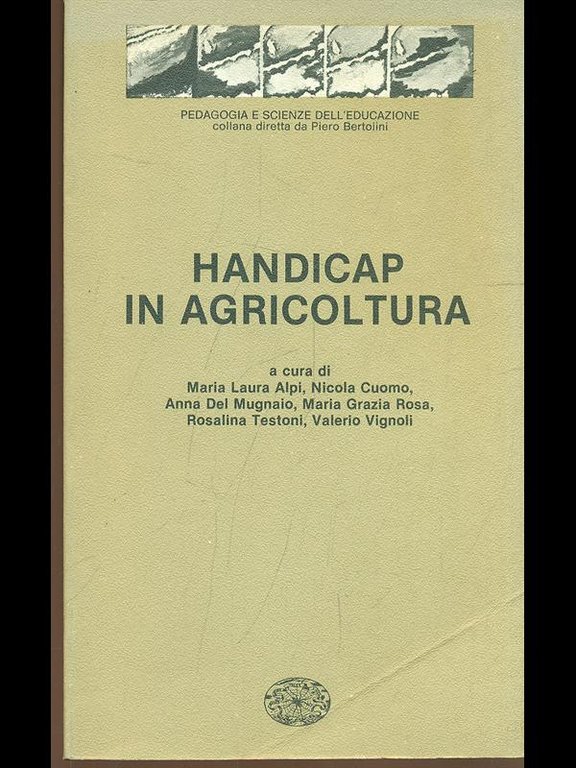 PEDAGOGIA E SCIENZE DELL'EDUCAZIONE
collana diretta da Piero Bertolini
HANDICAP
IN AGRICOLTURA
a cura di
Maria Laura Alpi, Nicola Cuomo,
Anna Del Mugnaio, Maria Grazia Rosa,
Rosalina Testoni, Valerio Vignoli